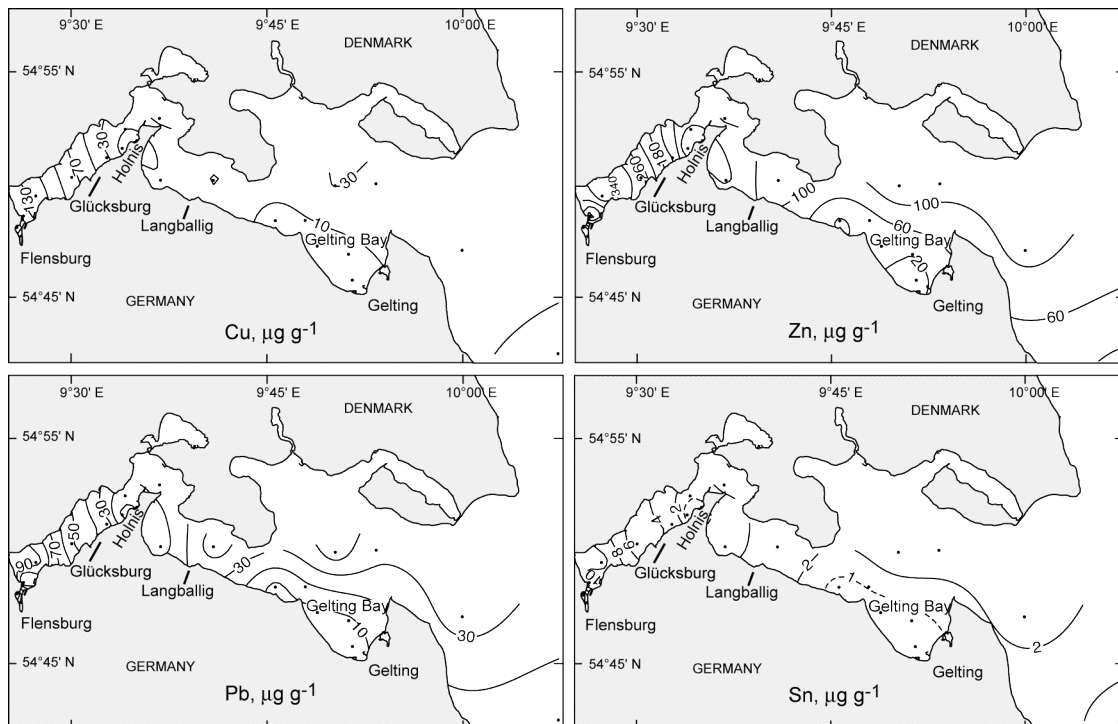 9°30' E
9°45' E
10°00' E
DENMARK
54°55' N
30
70
130
Holnis
Glücksburg
Langballig
30
10
Gelting Bay
Flensburg
54°45' N
GERMANY
Gelting
Cu, µg g-1
9°30' E
9°45' E
10°00' E
DENMARK
54°55' N
180
260
340
Holnis
Glücksburg
Langballig
100
100
60
Gelting Bay
20
Flensburg
54°45' N
GERMANY
Gelting
60
Zn, µg g-1
9°30' E
9°45' E
10°00' E
DENMARK
54°55' N
30
50
70
90
Holnis
Glücksburg
Langballig
30
Gelting Bay
10
30
Flensburg
54°45' N
GERMANY
Gelting
Pb, µg g-1
9°30' E
9°45' E
10°00' E
DENMARK
54°55' N
2
4
6
8
Holnis
Glücksburg
Langballig
2
1
Gelting Bay
2
Flensburg
54°45' N
GERMANY
Gelting
Sn, µg g-1